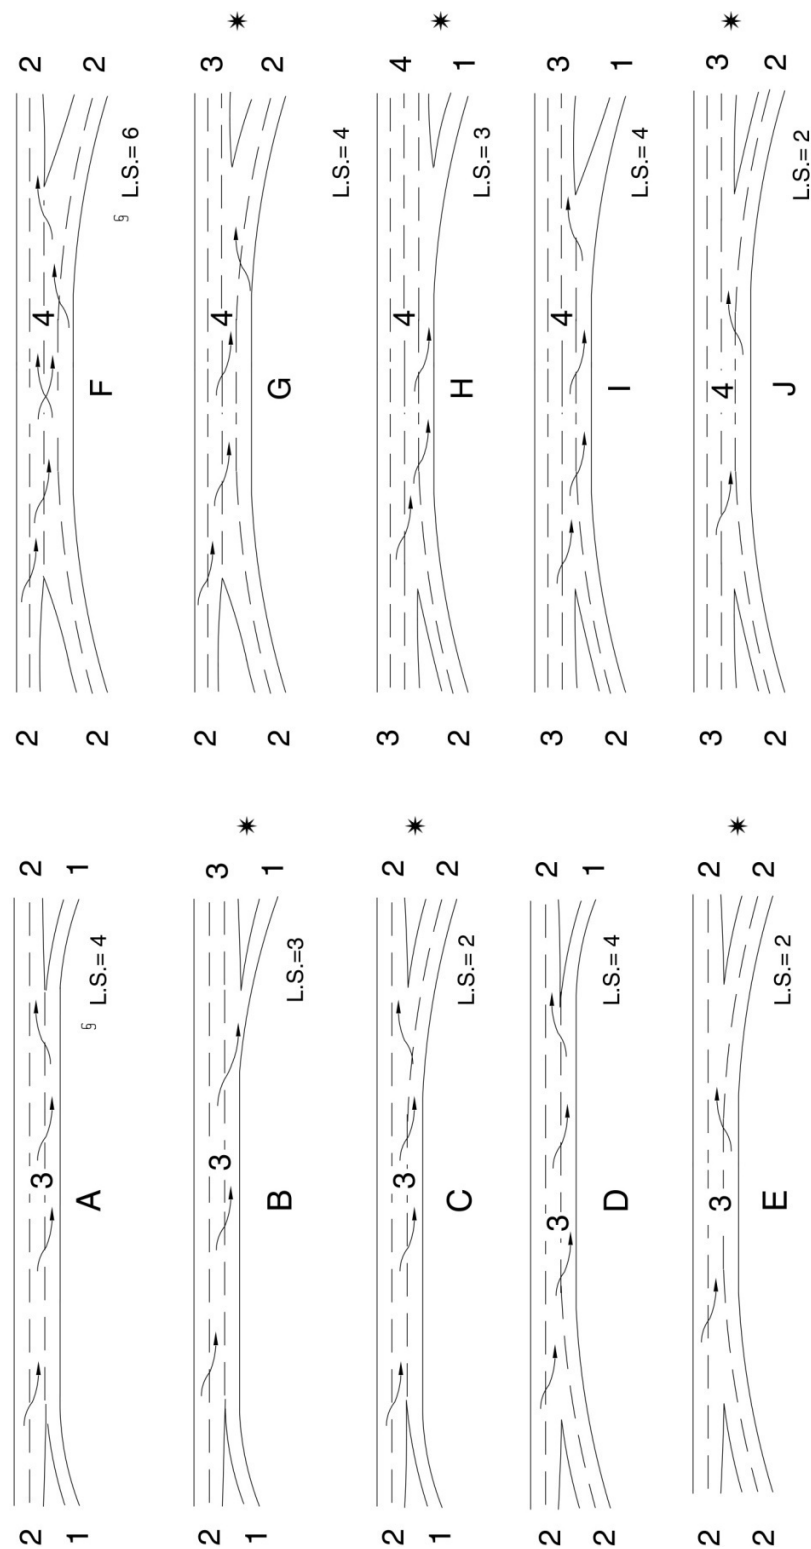 2 3 2
1 1
L.S.= 4
A
2 3 3
1 1
L.S.=3
B
2 3 2
1 2
L.S.= 2
C
2 3 2
2 1
L.S.= 4
D
2 3 2
2 2
L.S.= 2
E
2 4 2
2 2
L.S.= 6
F
2 4 3
2 2
L.S.= 4
G
3 4 4
2 1
L.S.= 3
H
3 4 3
2 1
L.S.= 4
I
3 4 3
2 2
L.S.= 2
J